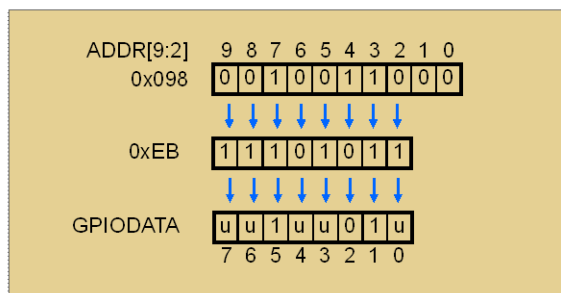 ADDR[9:2] 9 8 7 6 5 4 3 2 1 0
0x098 0 0 1 0 0 1 1 0 0 0
0xEB 1 1 1 0 1 0 1 1
GPIODATA u u 1 u u 0 1 u
7 6 5 4 3 2 1 0